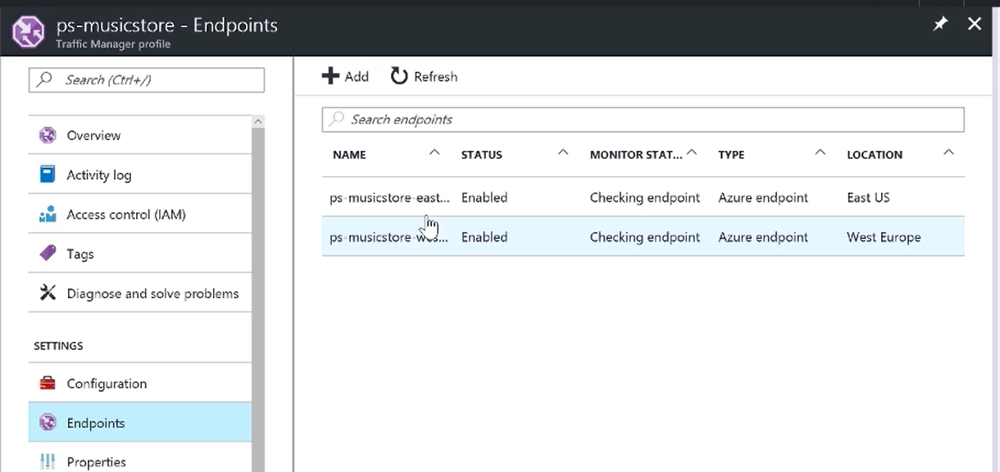 ps-musicstore - Endpoints
Traffic Manager profile
Search (Ctrl+/)
Overview
Activity log
Access control (IAM)
Tags
Diagnose and solve problems
SETTINGS
Configuration
Endpoints
Properties
Add Refresh
Search endpoints
NAME STATUS MONITOR STAT... TYPE LOCATION
ps-musicstore-east... Enabled Checking endpoint Azure endpoint East US
ps-musicstore-wes... Enabled Checking endpoint Azure endpoint West Europe